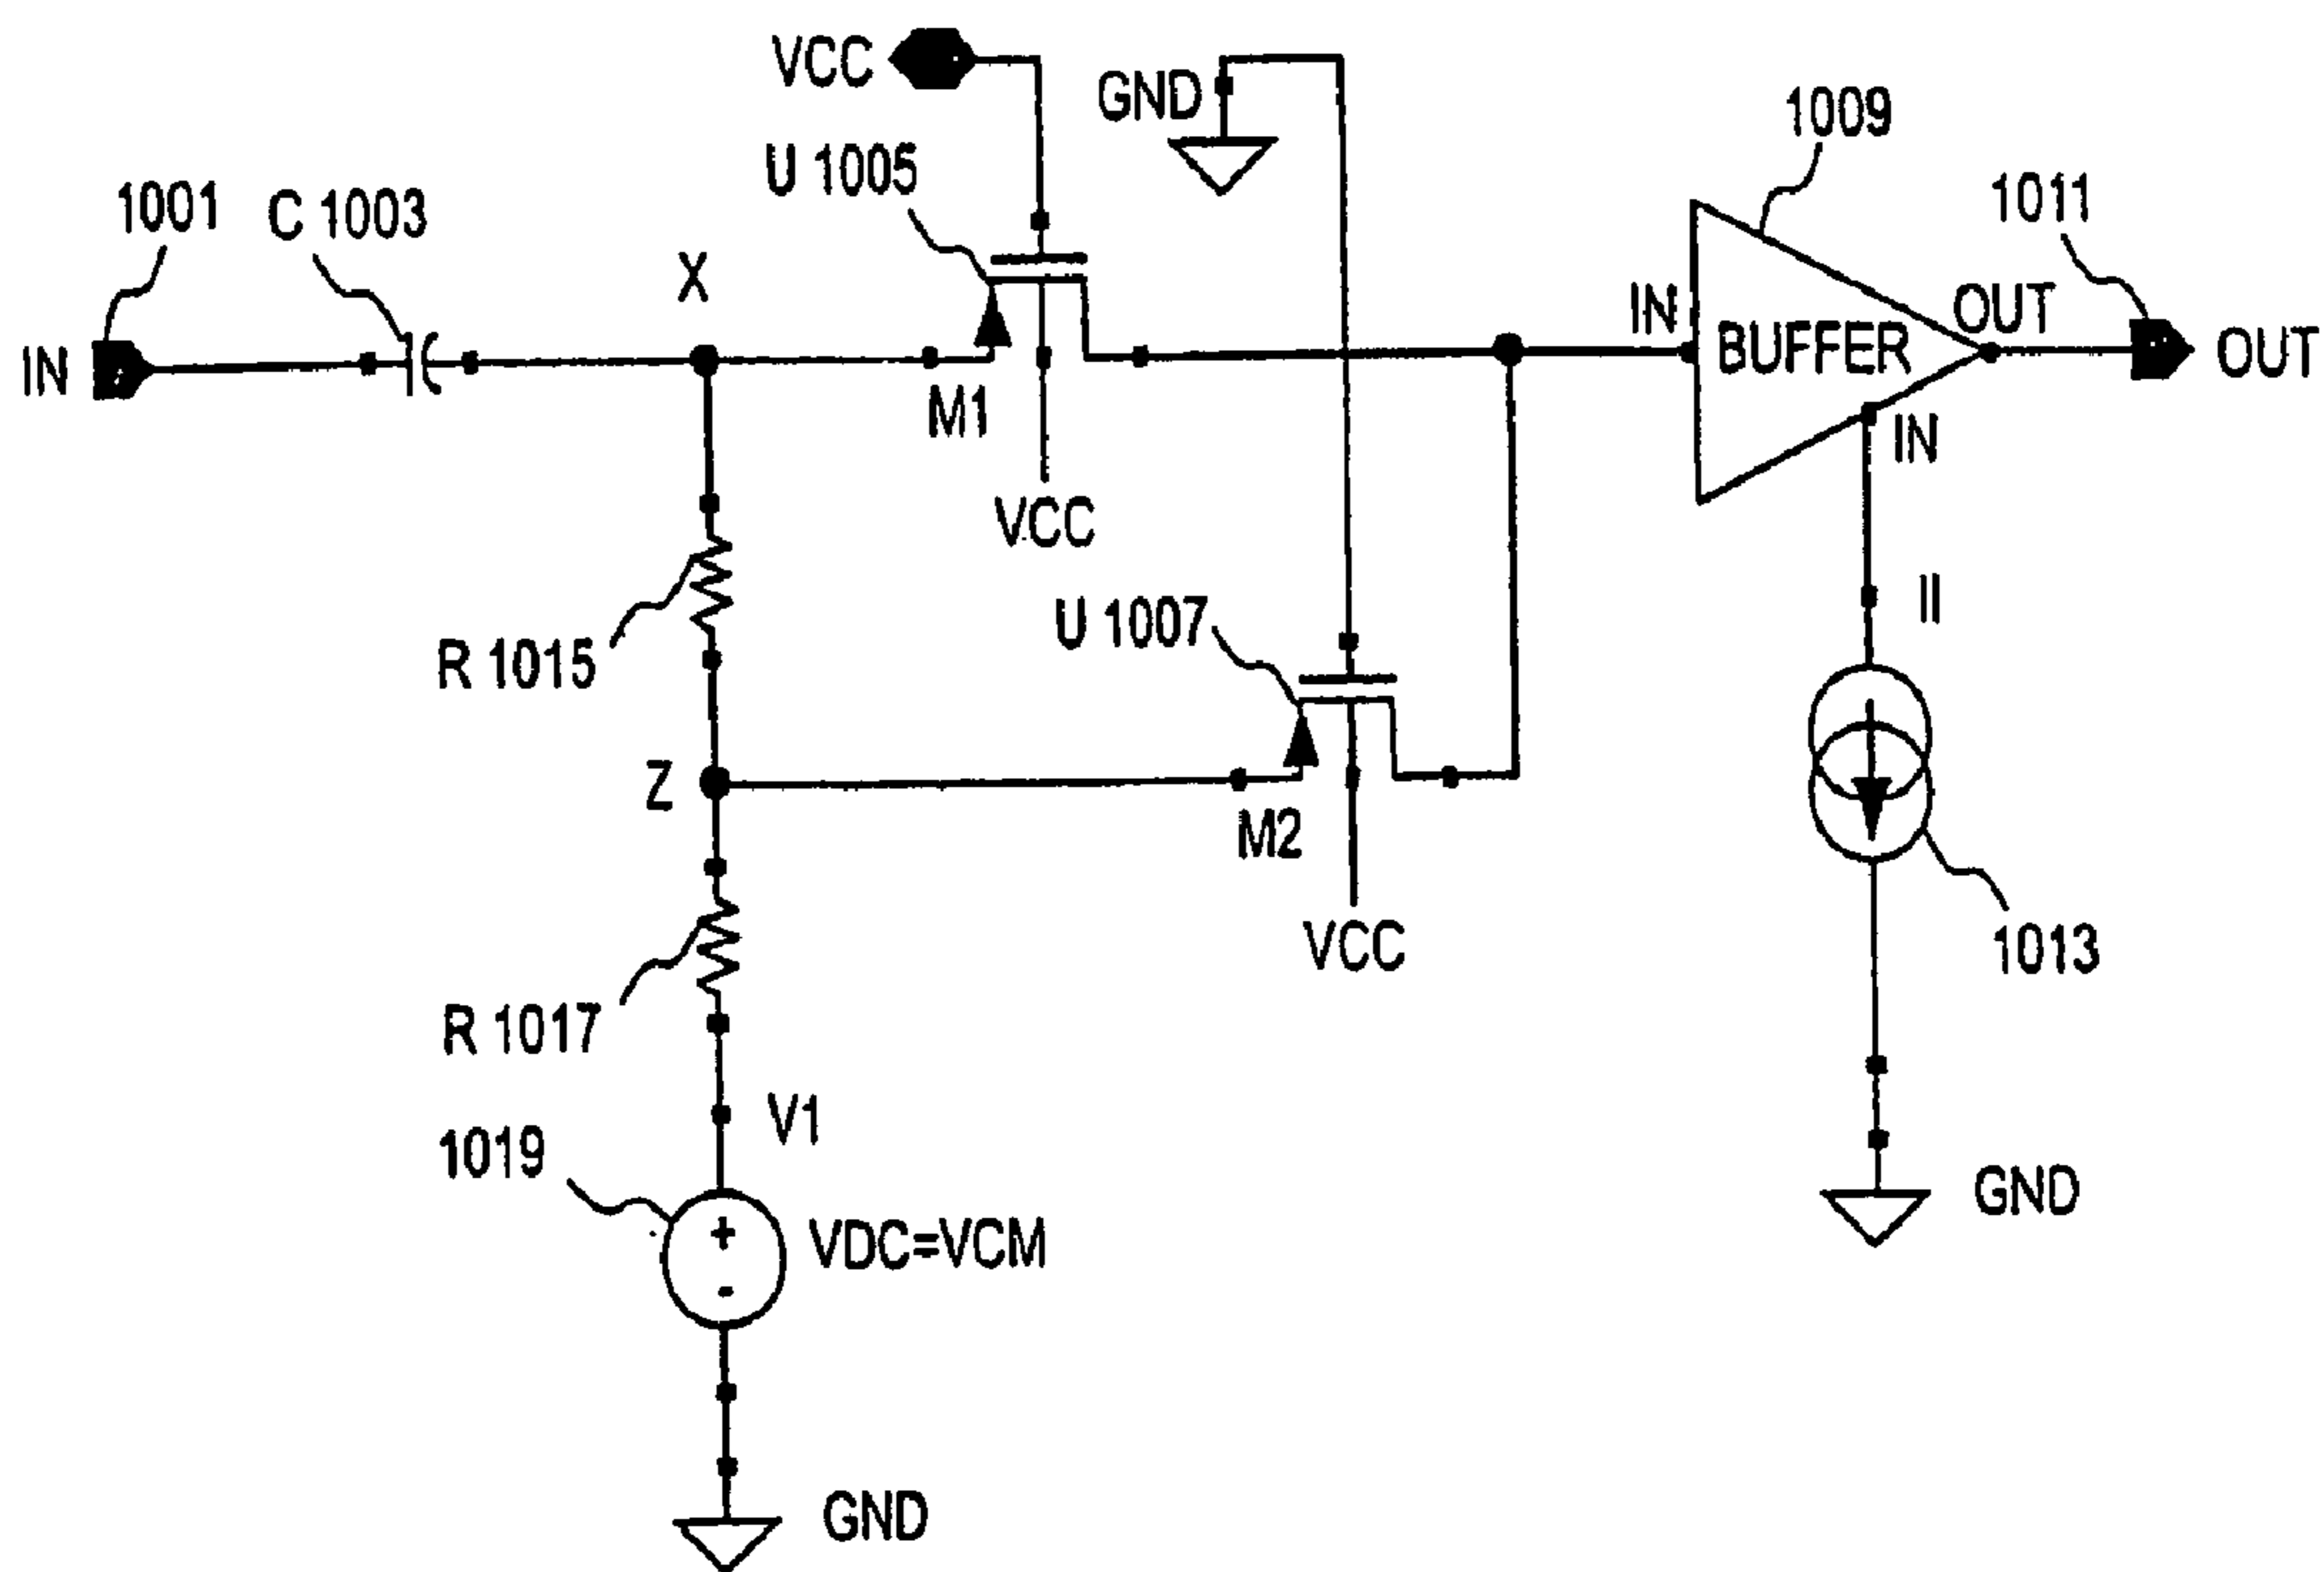 VCC
GND
1009
U 1005
1001
C 1003
1011
X
IN
IN
BUFFER
OUT
OUT
M1
IN
VCC
U 1007
II
R 1015
Z
M2
VCC
1013
R 1017
V1
1019
VDC=VCM
+
-
GND
GND